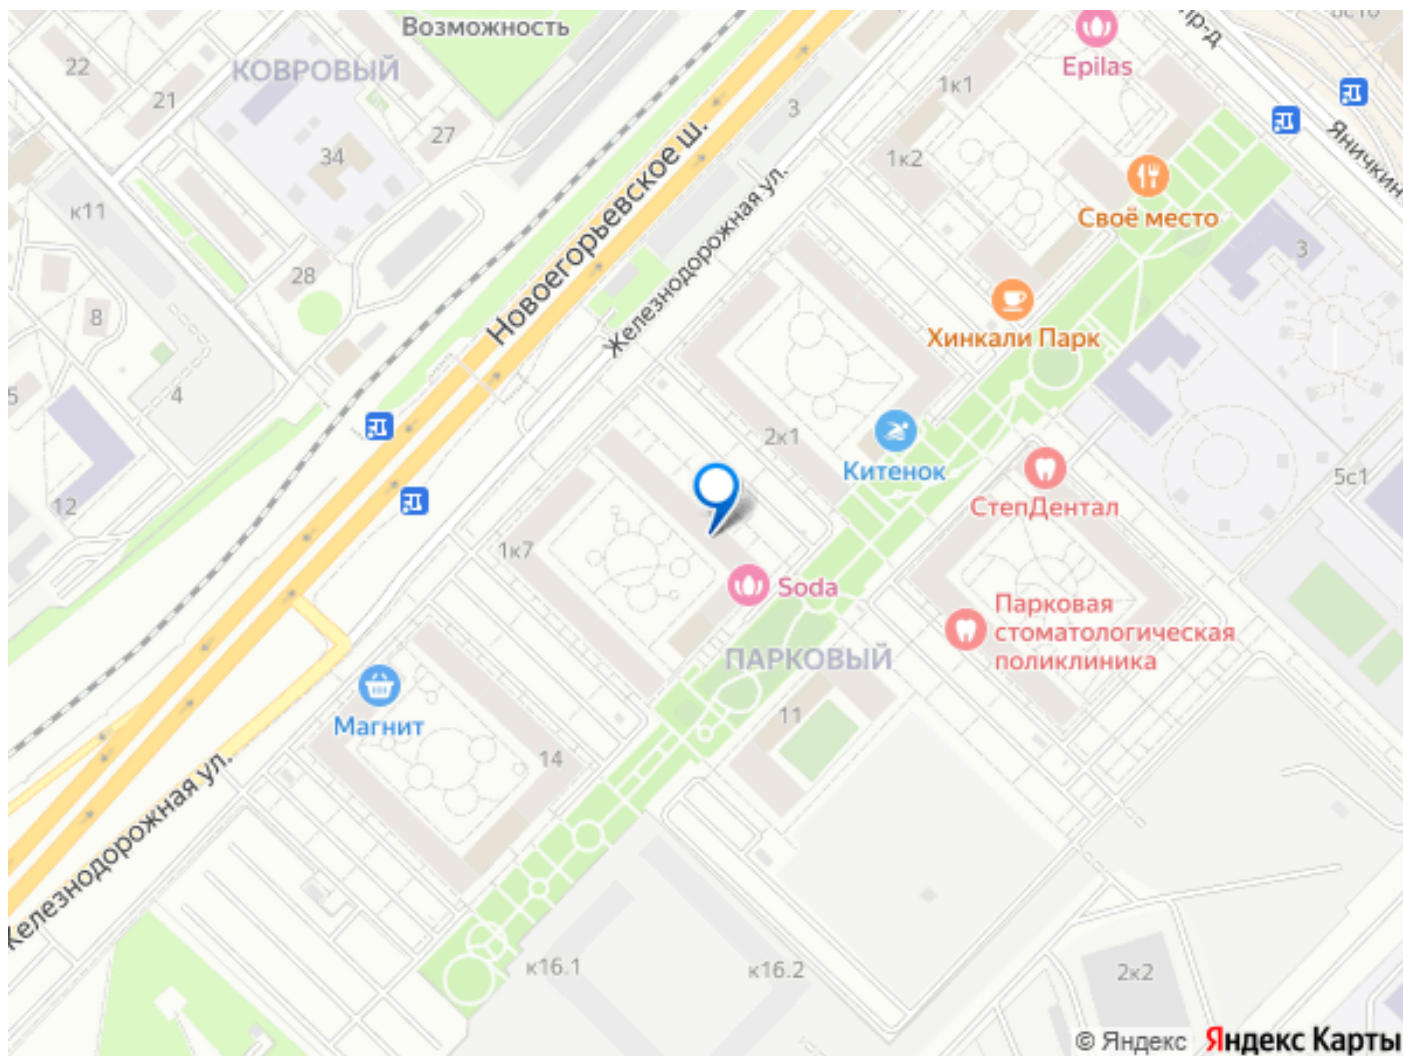 Возможность
КОВРОВЫЙ
22
21
27
34
3
1к1
Epilas
пр-д
Яничкин
1к2
Своё место
3
к11
28
8
4
12
Новоегорьевское ш.
Железнодорожная ул.
Хинкали Парк
2к1
Китенок
СтепДентал
5с1
1к7
Soda
Парковая
стоматологическая
поликлиника
ПАРКОВЫЙ
11
Магнит
14
Железнодорожная ул.
к16.1
к16.2
2к2
© Яндекс Яндекс Карты